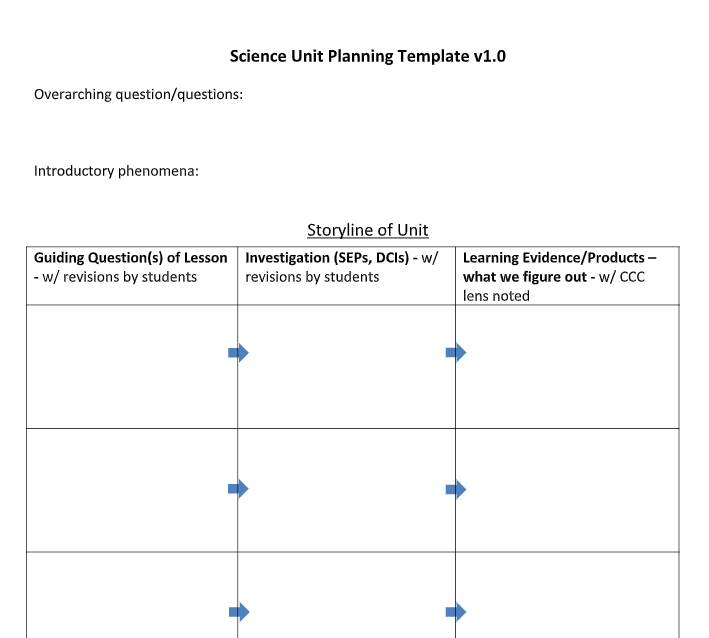 Science Unit Planning Template v1.0
Overarching question/questions:
Introductory phenomena:
Storyline of Unit
Guiding Question(s) of Lesson
- w/ revisions by students
Investigation (SEPs, DCIs) - w/
revisions by students
Learning Evidence/Products –
what we figure out - w/ CCC
lens noted